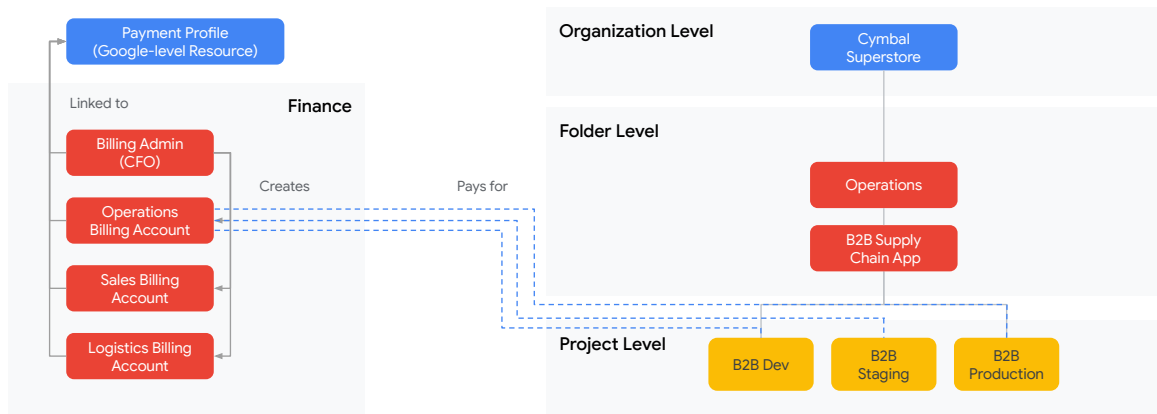 Payment Profile
(Google-level Resource)
Linked to
Finance
Billing Admin
(CFO)
Creates
Operations
Billing Account
Sales Billing
Account
Logistics Billing
Account
Pays for
Organization Level
Cymbal
Superstore
Folder Level
Operations
B2B Supply
Chain App
Project Level
B2B Dev
B2B
Staging
B2B
Production